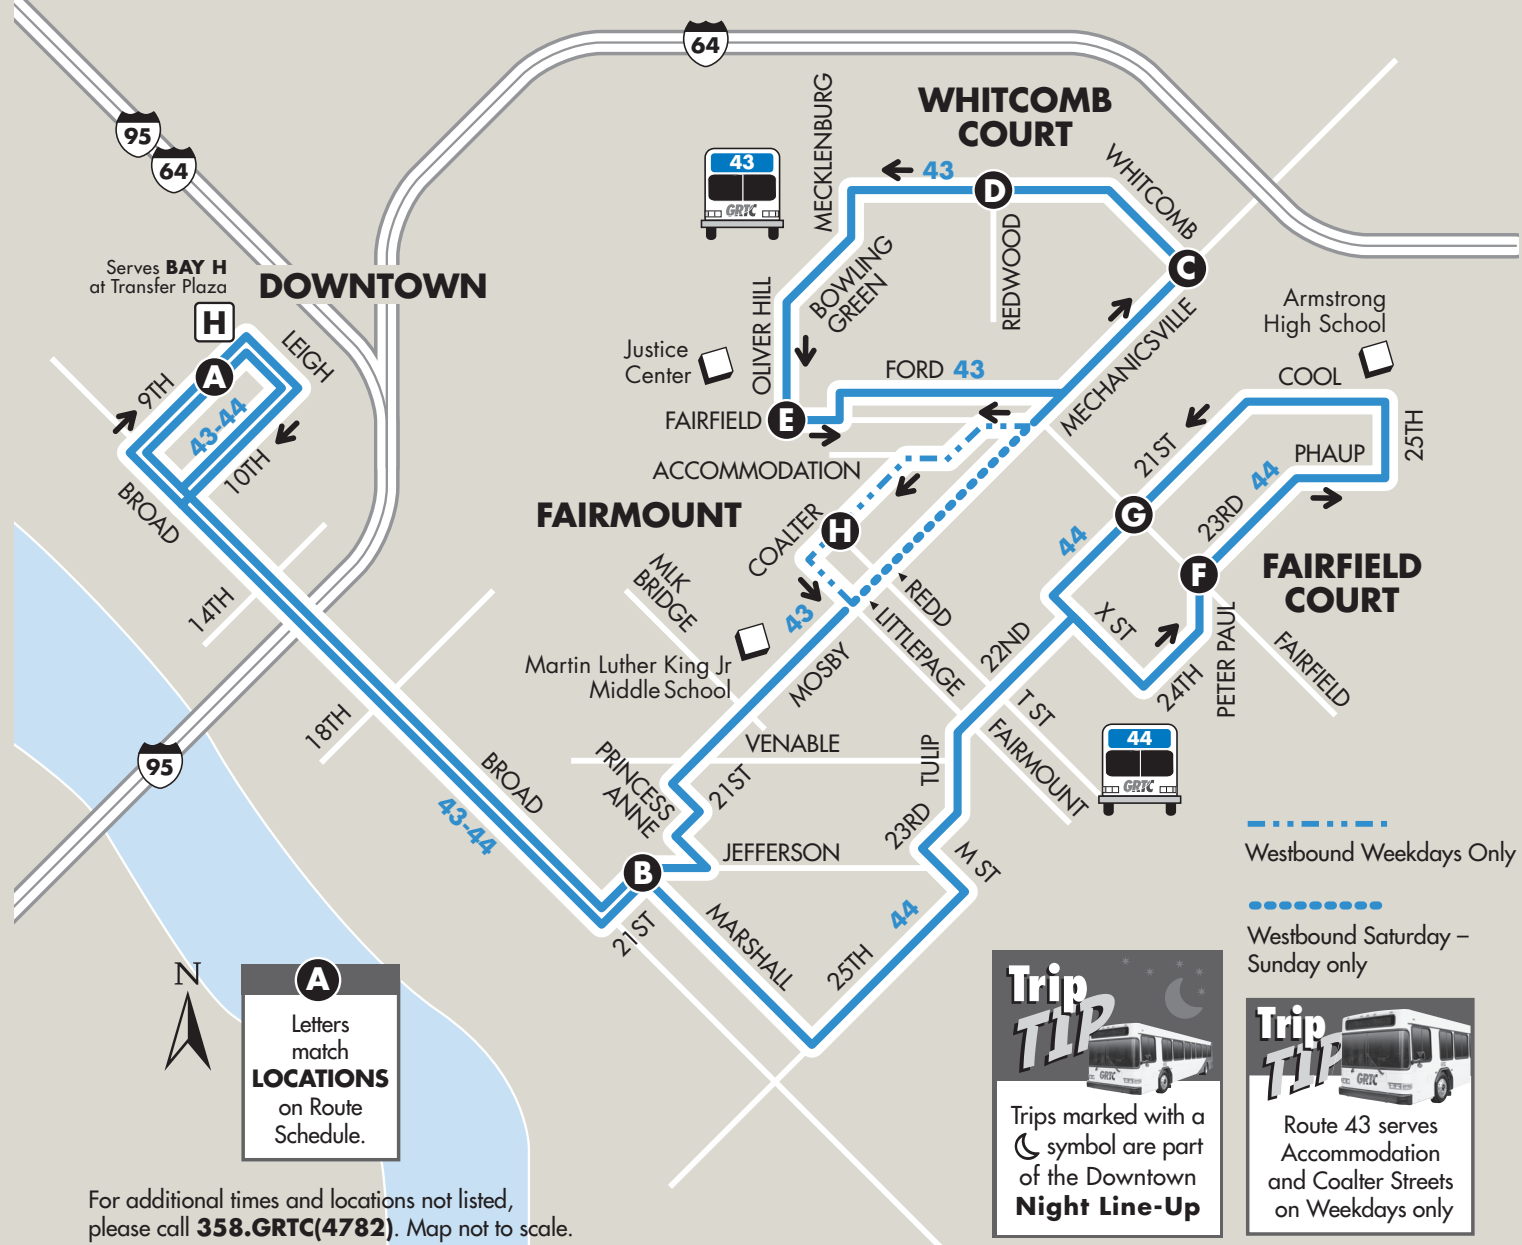 64
95
64
WHITCOMB
COURT
MECKLENBURG
WHITCOMB
43
GRTC
43
D
REDWOOD
C
BOWLING
GREEN
OLIVER HILL
MECHANICSVILLE
Serves BAY H
at Transfer Plaza
DOWNTOWN
H
LEIGH
A
9TH
43-44
10TH
BROAD
Justice
Center
FORD 43
FAIRFIELD
E
ACCOMMODATION
FAIRMOUNT
COALTER
H
Armstrong
High School
COOL
25TH
21ST
PHAUP
44
23RD
G
44
F
FAIRFIELD
COURT
X ST
24TH
PETER PAUL
FAIRFIELD
MLK
BRIDGE
43
REDD
LITTLEPAGE
22ND
T ST
FAIRMOUNT
Martin Luther King Jr
Middle School
MOSBY
14TH
18TH
95
BROAD
43-44
VENABLE
PRINCESS
ANNE
21ST
TULIP
23RD
M ST
JEFFERSON
B
21ST
MARSHALL
44
25TH
44
GRTC
Westbound Weekdays Only
Westbound Saturday –
Sunday only
N
A
Letters
match
LOCATIONS
on Route
Schedule.
Trip
TIP
GRTC
Trips marked with a
symbol are part
of the Downtown
Night Line-Up
Trip
TIP
GRTC
Route 43 serves
Accommodation
and Coalter Streets
on Weekdays only
For additional times and locations not listed,
please call 358.GRTC(4782). Map not to scale.